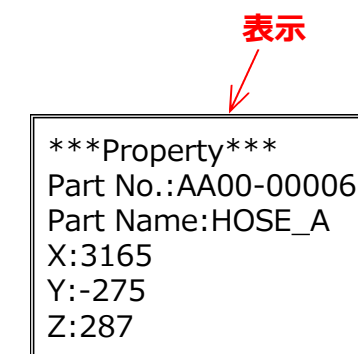 表示
***Property***
Part No.:AA00-00006
Part Name:HOSE_A
X:3165
Y:-275
Z:287